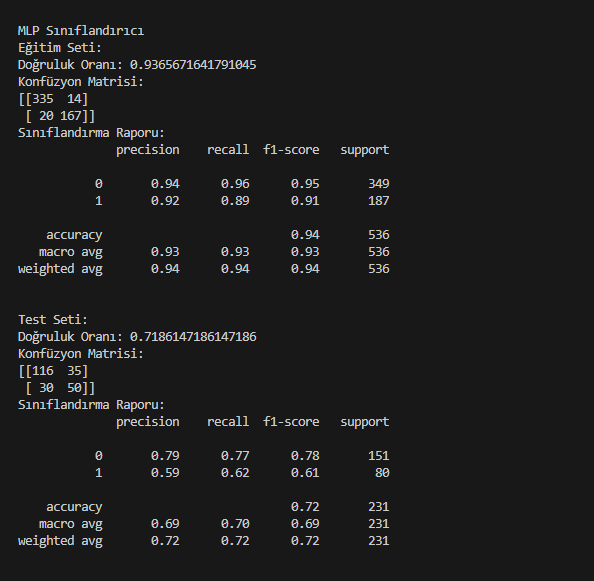 MLP Sınıflandırıcı
Eğitim Seti:
Doğruluk Oranı: 0.9365671641791045
Konfüzyon Matrisi:
[[335  14]
 [ 20 167]]
Sınıflandırma Raporu:
              precision    recall  f1-score   support

           0       0.94      0.96      0.95       349
           1       0.92      0.89      0.91       187

    accuracy                           0.94       536
   macro avg       0.93      0.93      0.93       536
weighted avg       0.94      0.94      0.94       536

Test Seti:
Doğruluk Oranı: 0.7186147186147186
Konfüzyon Matrisi:
[[116  35]
 [ 30  50]]
Sınıflandırma Raporu:
              precision    recall  f1-score   support

           0       0.79      0.77      0.78       151
           1       0.59      0.62      0.61        80

    accuracy                           0.72       231
   macro avg       0.69      0.70      0.69       231
weighted avg       0.72      0.72      0.72       231